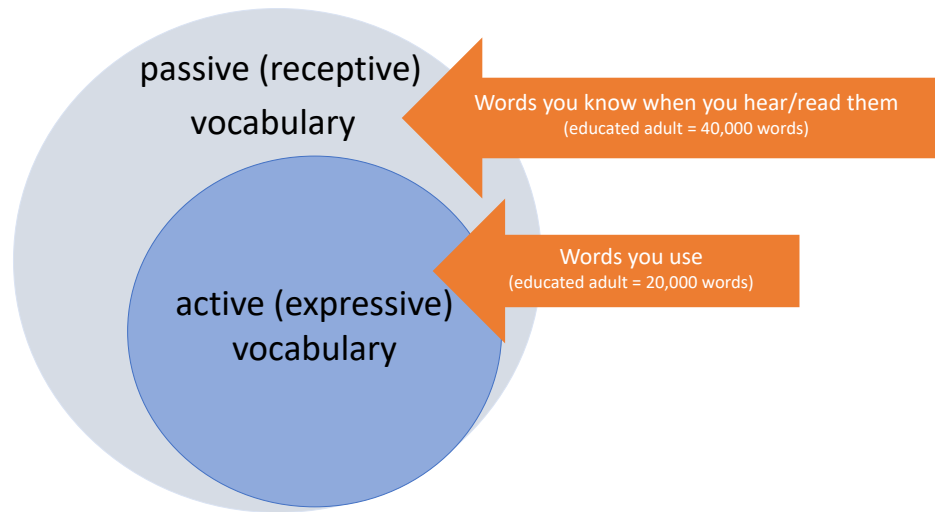 passive (receptive)
vocabulary
Words you know when you hear/read them
(educated adult = 40,000 words)
Words you use
(educated adult = 20,000 words)
active (expressive)
vocabulary